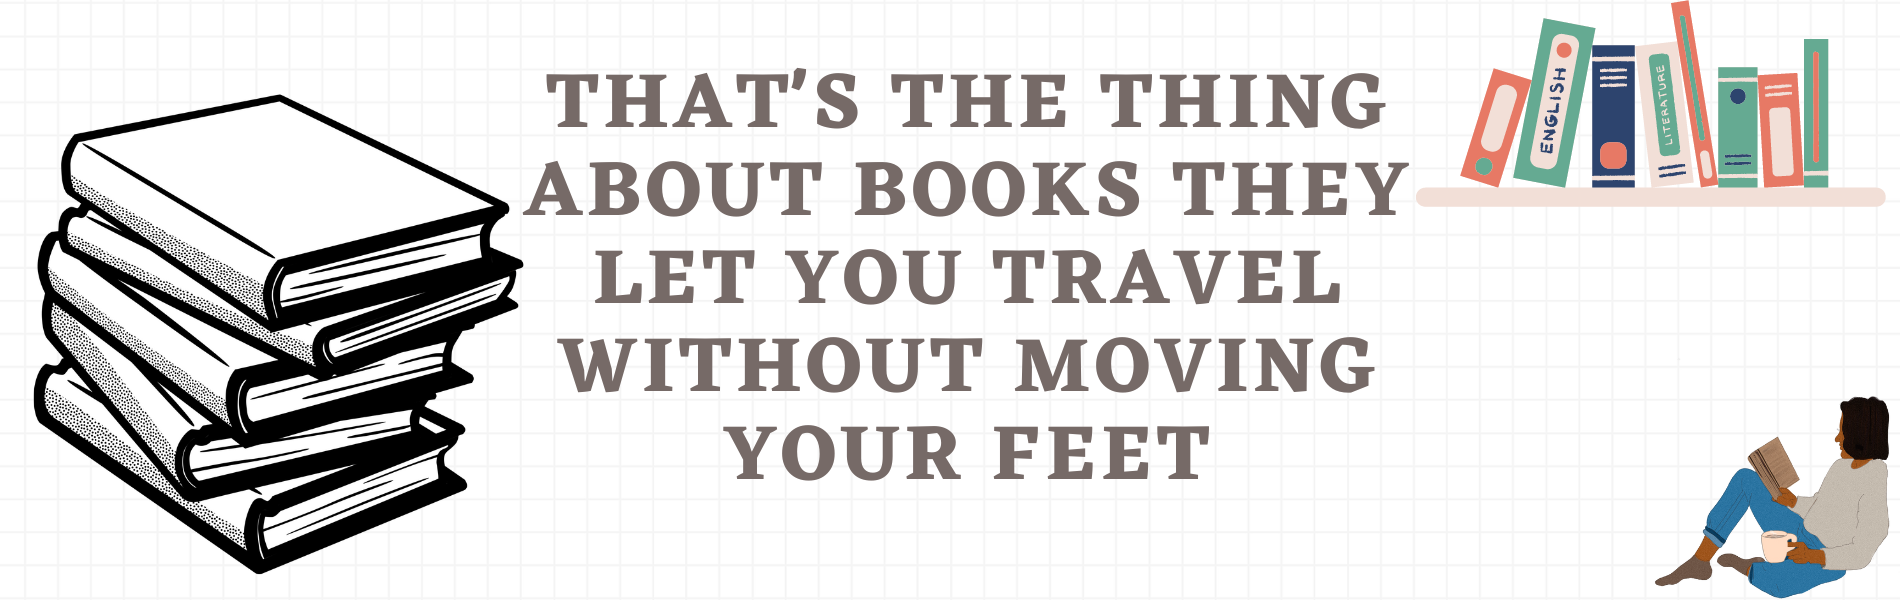 THAT'S THE THING
ABOUT BOOKS THEY
LET YOU TRAVEL
WITHOUT MOVING
YOUR FEET
ENGLISH
LITERATURE